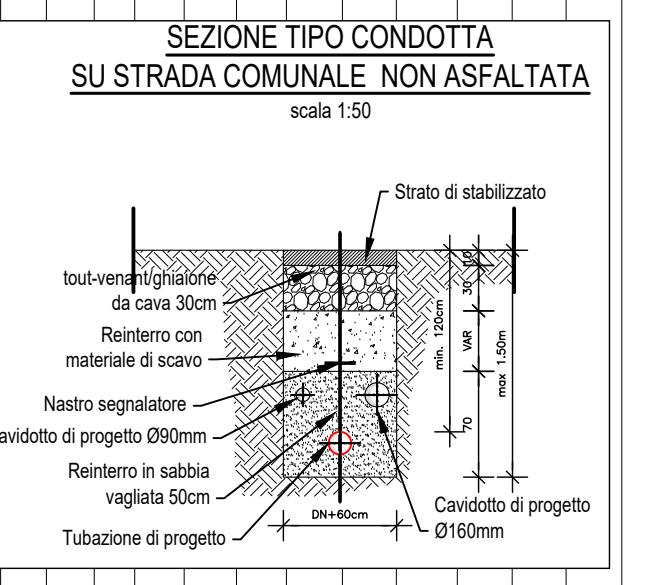 SEZIONE TIPO CONDOTTA
SU STRADA COMUNALE NON ASFALTATA
scala 1:50
Strato di stabilizzato
tout-venant/ghiaione
da cava 30cm
Reinterro con
materiale di scavo
Nastro segnalatore
avidotto di progetto Ø90mm
Reinterro in sabbia
vagliata 50cm
Tubazione di progetto
DN+60cm
Cavidotto di progetto
Ø160mm
min. 120cm
10
30
VAR
70
max 1.50m